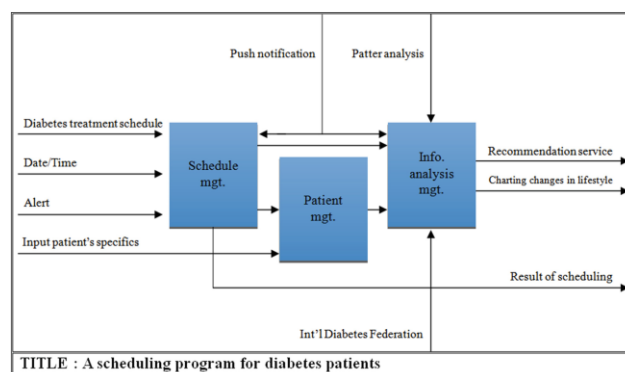 Push notification
Patter analysis
Diabetes treatment schedule
Date/Time
Alert
Input patient's specifics
Schedule
mgt.
Patient
mgt.
Info.
analysis
mgt.
Recommendation service
Charting changes in lifestyle
Result of scheduling
Int'l Diabetes Federation
TITLE : A scheduling program for diabetes patients